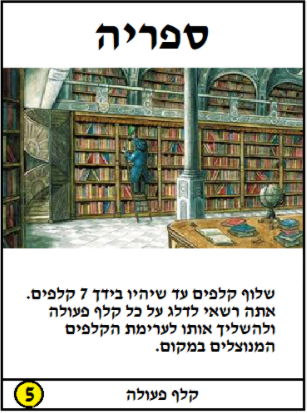 ספריה
שלוף קלפים עד שיהיו בידך 7 קלפים.
אתה רשאי לדלג על כל קלף פעולה
ולהשליך אותו לערימת הקלפים
המנוצלים במקום.
קלף פעולה
5